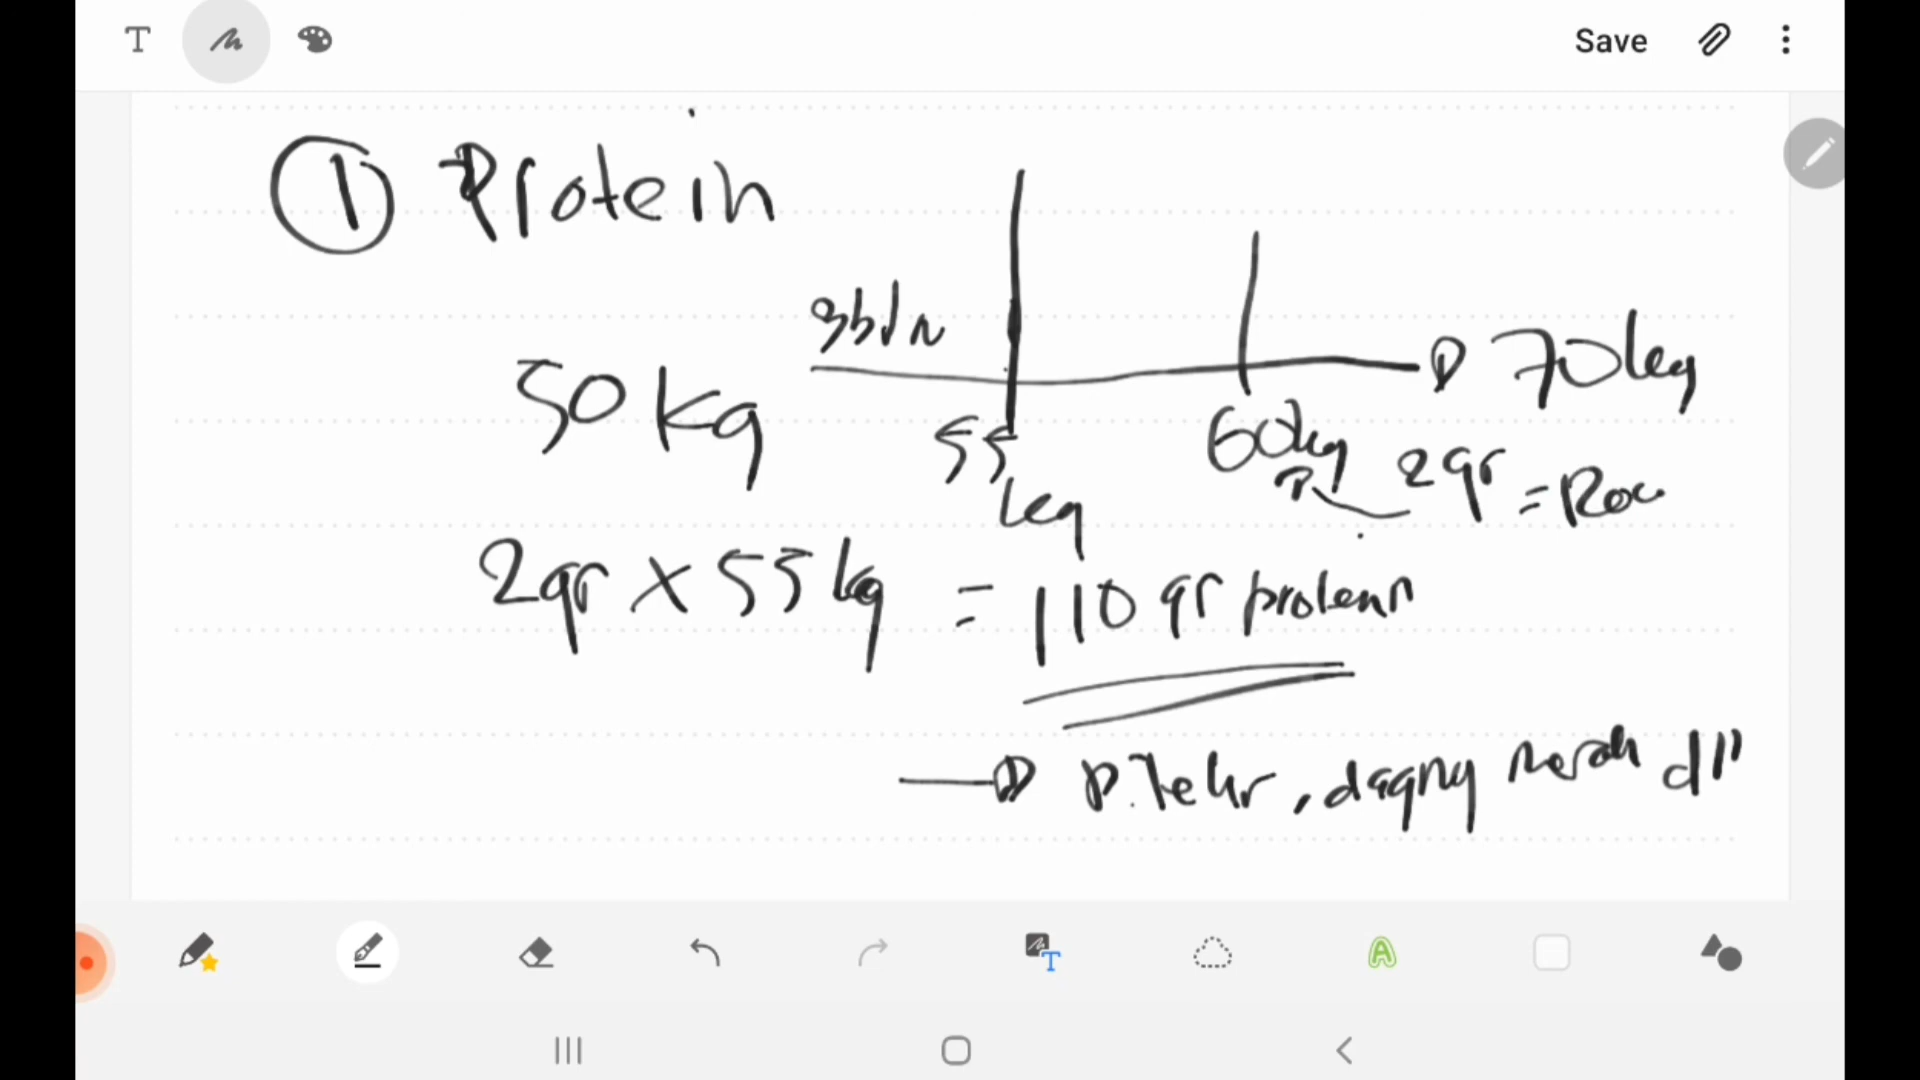 T Save
① Protein
3bln
50 kg
55 kg
60kg
70kg
2gr = Roc
2gr x 55 kg = 110 gr protein
P. Telur, daging merah dll
A